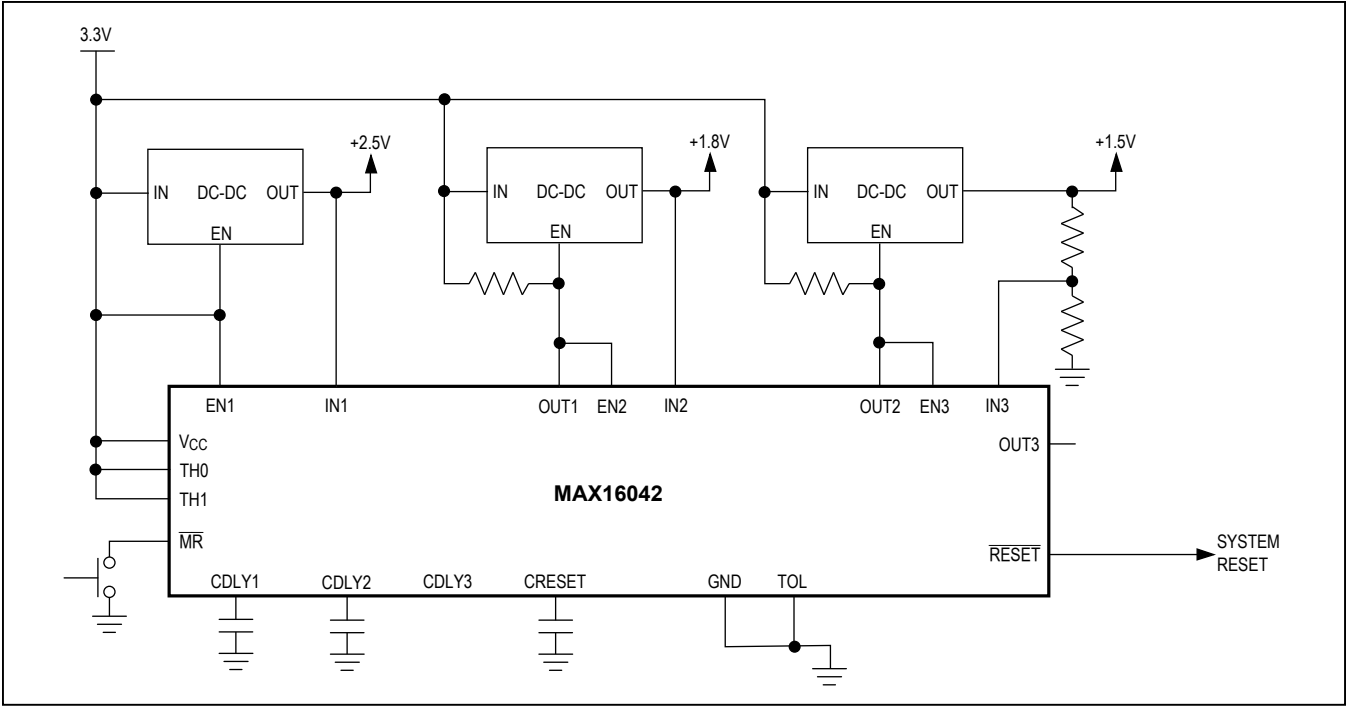 3.3V
+2.5V
+1.8V
+1.5V
IN DC-DC OUT
EN
IN DC-DC OUT
EN
IN DC-DC OUT
EN
EN1 IN1 OUT1 EN2 IN2 OUT2 EN3 IN3
VCC
OUT3
TH0
TH1
MAX16042
MR
RESET
SYSTEM
RESET
CDLY1 CDLY2 CDLY3 CRESET GND TOL